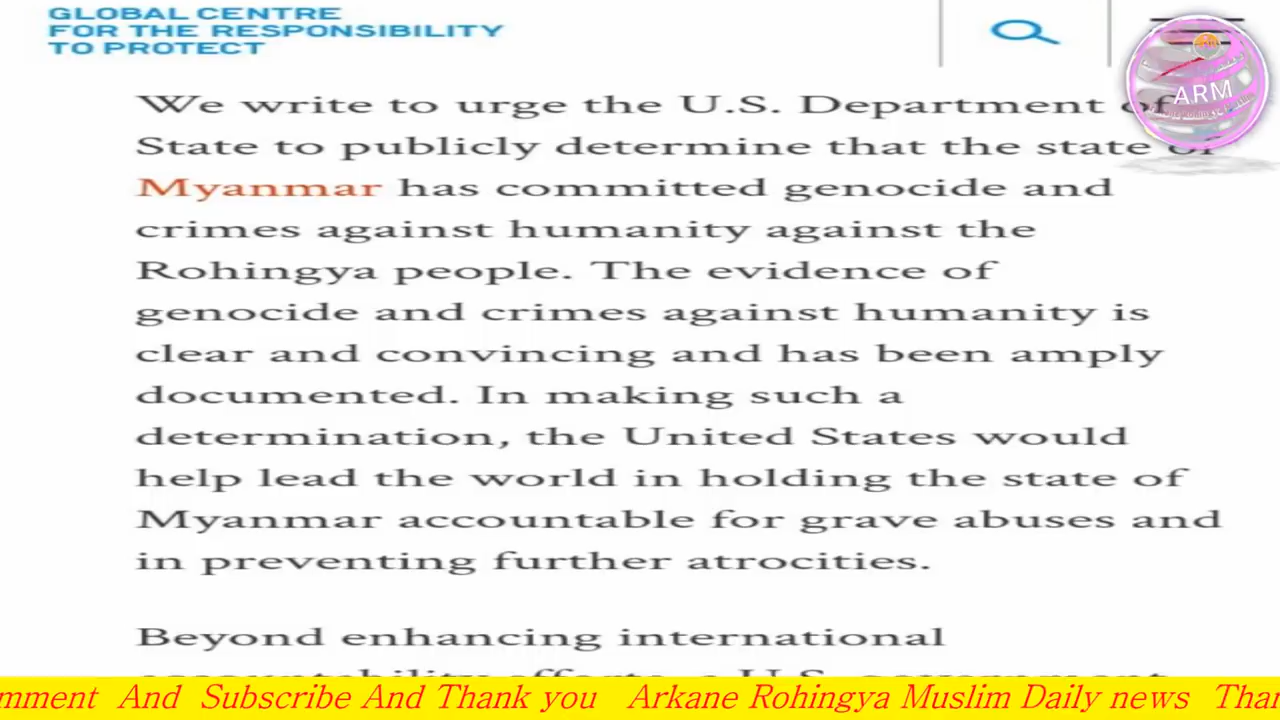 GLOBAL CENTRE
FOR THE RESPONSIBILITY
TO PROTECT
ARM
We write to urge the U.S. Department of
State to publicly determine that the state of
Myanmar has committed genocide and
crimes against humanity against the
Rohingya people. The evidence of
genocide and crimes against humanity is
clear and convincing and has been amply
documented. In making such a
determination, the United States would
help lead the world in holding the state of
Myanmar accountable for grave abuses and
in preventing further atrocities.
Beyond enhancing international
mment And Subscribe And Thank you Arkane Rohingya Muslim Daily news Than